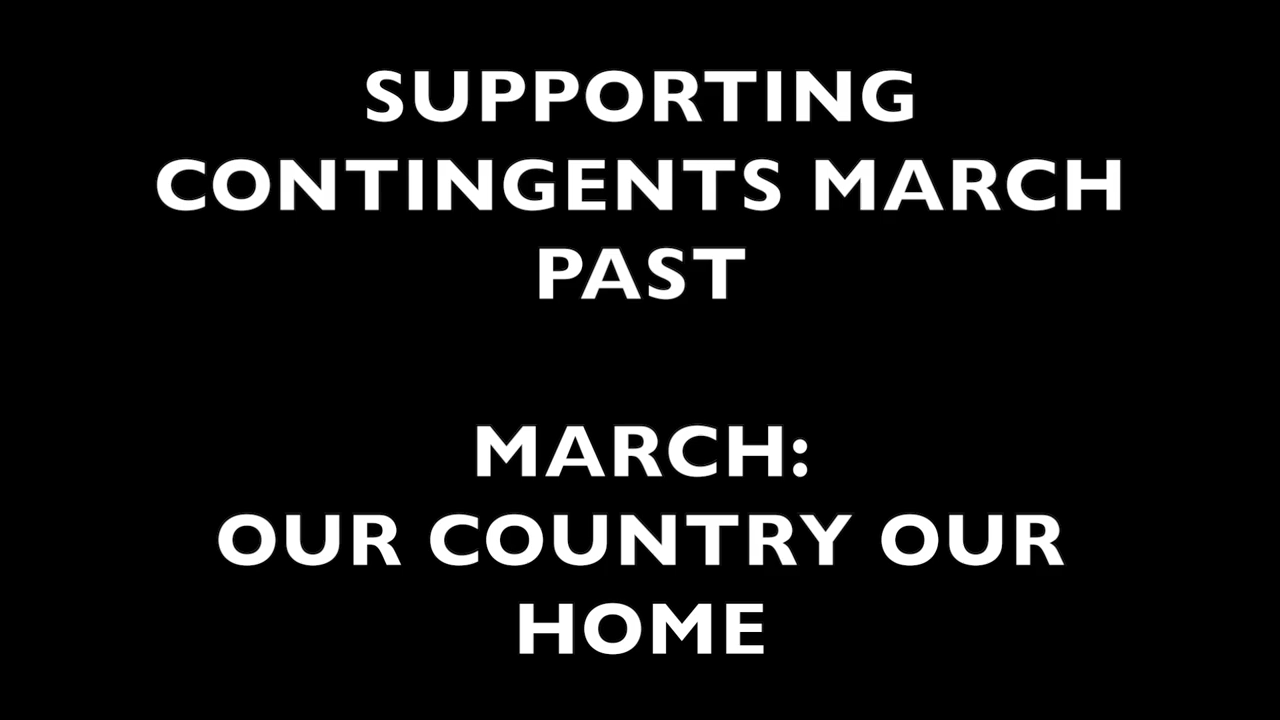 SUPPORTING
CONTINGENTS MARCH
PAST
MARCH:
OUR COUNTRY OUR
HOME